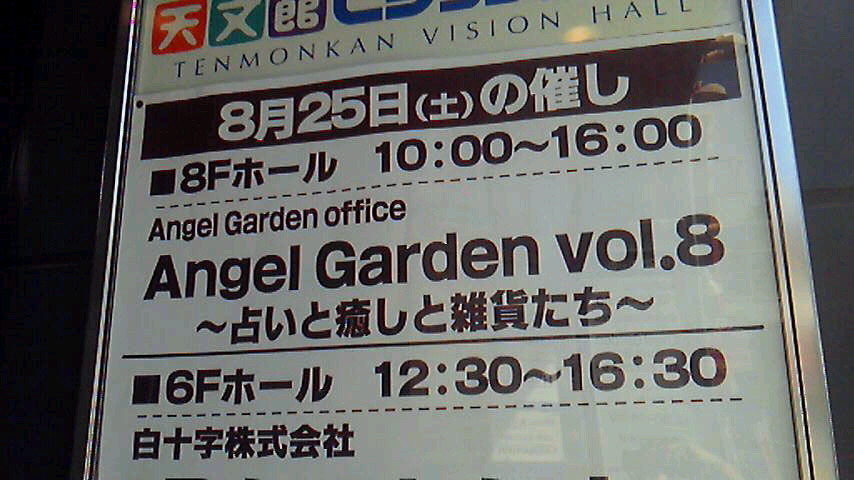 天文館
TENMONKAN VISION HALL
8月25日(土)の催し
■8Fホール 10:00～16:00
Angel Garden office
Angel Garden vol.8
～占いと癒しと雑貨たち～
■6Fホール 12:30～16:30
白十字株式会社